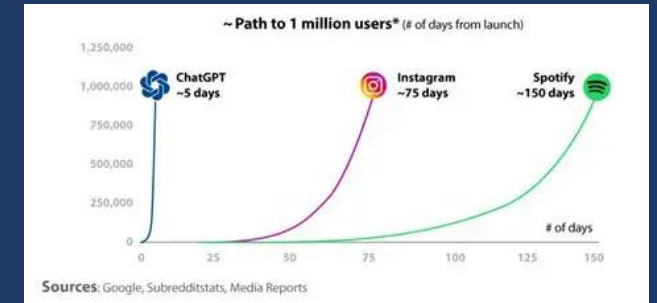 ~ Path to 1 million users* (# of days from launch)
1,250,000
1,000,000
750,000
500,000
250,000
0
ChatGPT
~5 days
Instagram
~75 days
Spotify
~150 days
# of days
0 25 50 75 100 125 150
Sources: Google, Subredditstats, Media Reports